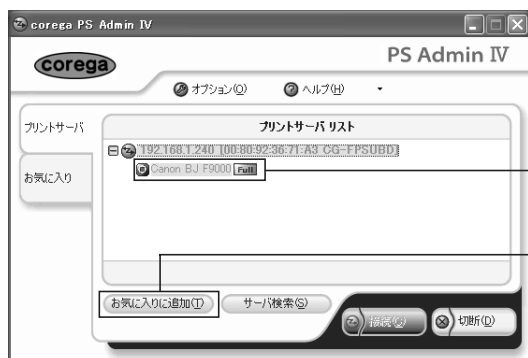 corega PS Admin IV
corega
PS Admin IV
オプション(O) ヘルプ(H)
プリントサーバ
お気に入り
プリントサーバ リスト
192.168.1.240 [00:80:92:36:71:A3 CG-FPSUBD]
Canon BJ F9000 Full
お気に入りに追加(T) サーバ検索(S)
接続(C) 切断(D)